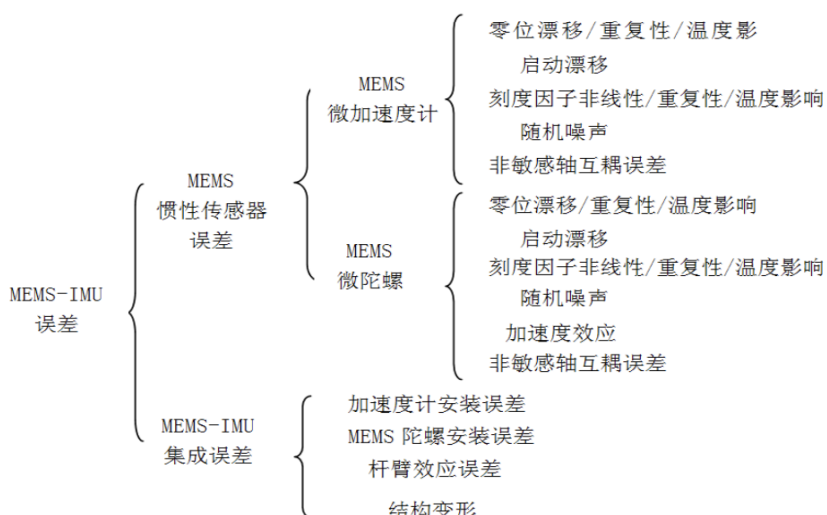 零位漂移/重复性/温度影
启动漂移
MEMS
微加速度计
刻度因子非线性/重复性/温度影响
随机噪声
非敏感轴互耦误差
MEMS
惯性传感器
误差
零位漂移/重复性/温度影响
启动漂移
MEMS
微陀螺
刻度因子非线性/重复性/温度影响
随机噪声
加速度效应
非敏感轴互耦误差
MEMS-IMU
误差
加速度计安装误差
MEMS-IMU
集成误差
MEMS 陀螺安装误差
杆臂效应误差
结构变形